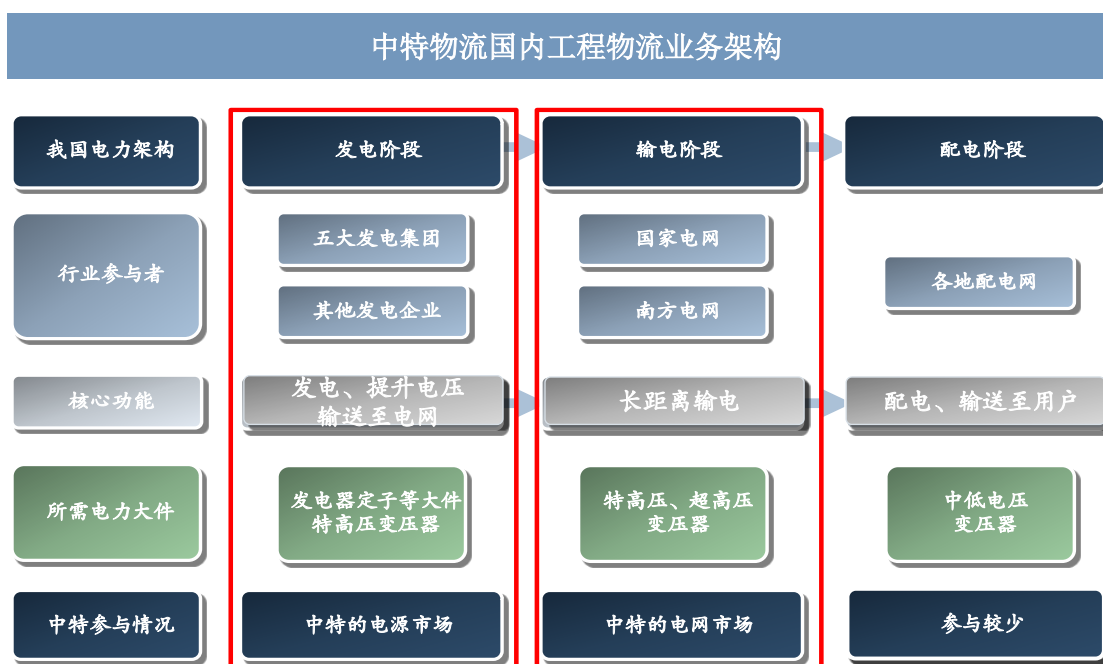 中特物流国内工程物流业务架构
我国电力架构
发电阶段
输电阶段
配电阶段
行业参与者
五大发电集团
其他发电企业
国家电网
南方电网
各地配电网
核心功能
发电、提升电压
输送至电网
长距离输电
配电、输送至用户
所需电力大件
发电器定子等大件
特高压变压器
特高压、超高压
变压器
中低电压
变压器
中特参与情况
中特的电源市场
中特的电网市场
参与较少